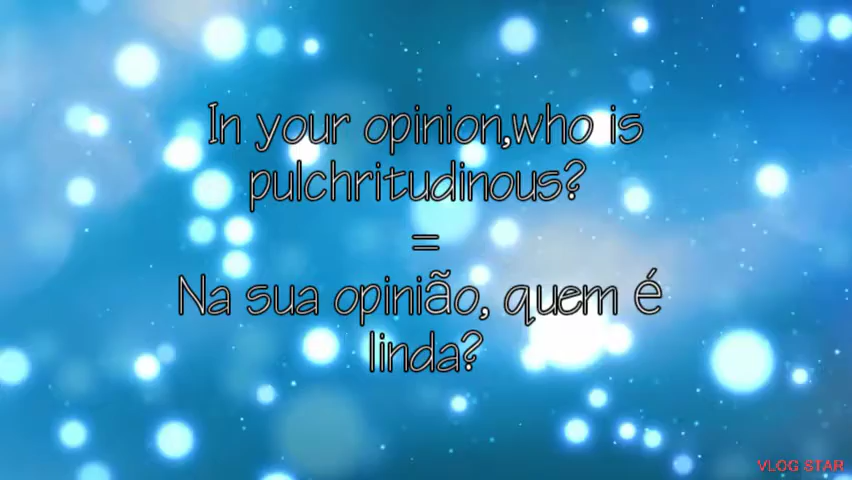 In your opinion,who is
pulchritudinous?
=
Na sua opinião, quem é
linda?
VLOG STAR